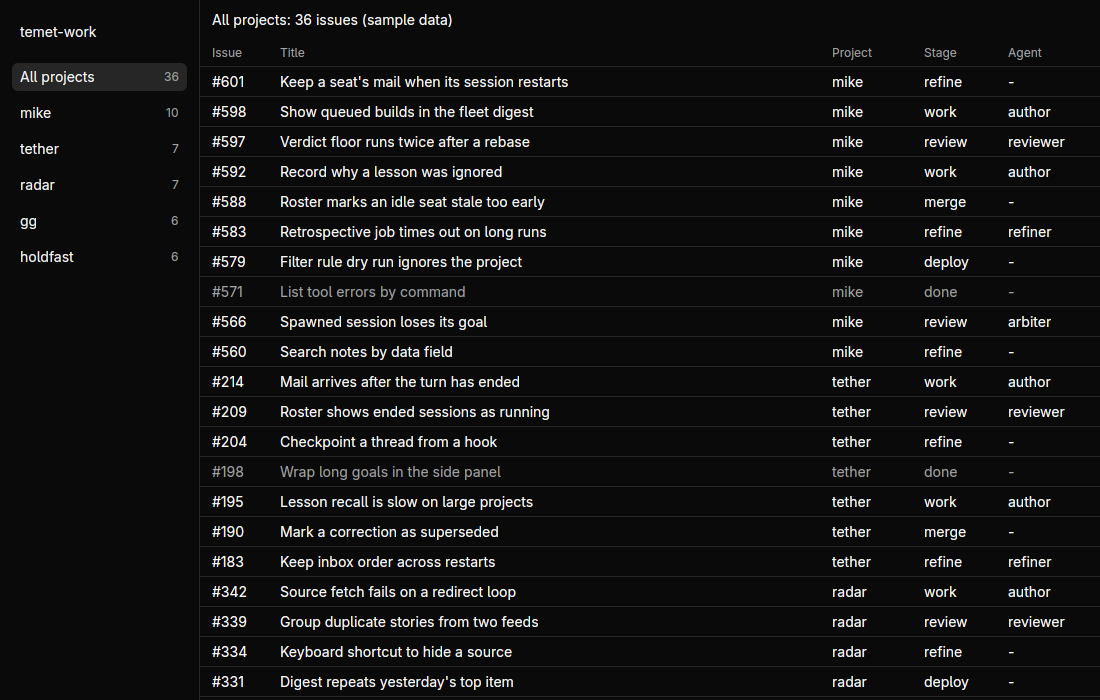 temet-work
All projects 36
mike 10
tether 7
radar 7
gg 6
holdfast 6
All projects: 36 issues (sample data)
Issue Title Project Stage Agent
#601 Keep a seat's mail when its session restarts mike refine -
#598 Show queued builds in the fleet digest mike work author
#597 Verdict floor runs twice after a rebase mike review reviewer
#592 Record why a lesson was ignored mike work author
#588 Roster marks an idle seat stale too early mike merge -
#583 Retrospective job times out on long runs mike refine refiner
#579 Filter rule dry run ignores the project mike deploy -
#571 List tool errors by command mike done -
#566 Spawned session loses its goal mike review arbiter
#560 Search notes by data field mike refine -
#214 Mail arrives after the turn has ended tether work author
#209 Roster shows ended sessions as running tether review reviewer
#204 Checkpoint a thread from a hook tether refine -
#198 Wrap long goals in the side panel tether done -
#195 Lesson recall is slow on large projects tether work author
#190 Mark a correction as superseded tether merge -
#183 Keep inbox order across restarts tether refine refiner
#342 Source fetch fails on a redirect loop radar work author
#339 Group duplicate stories from two feeds radar review reviewer
#334 Keyboard shortcut to hide a source radar refine -
#331 Digest repeats yesterday's top item radar deploy -